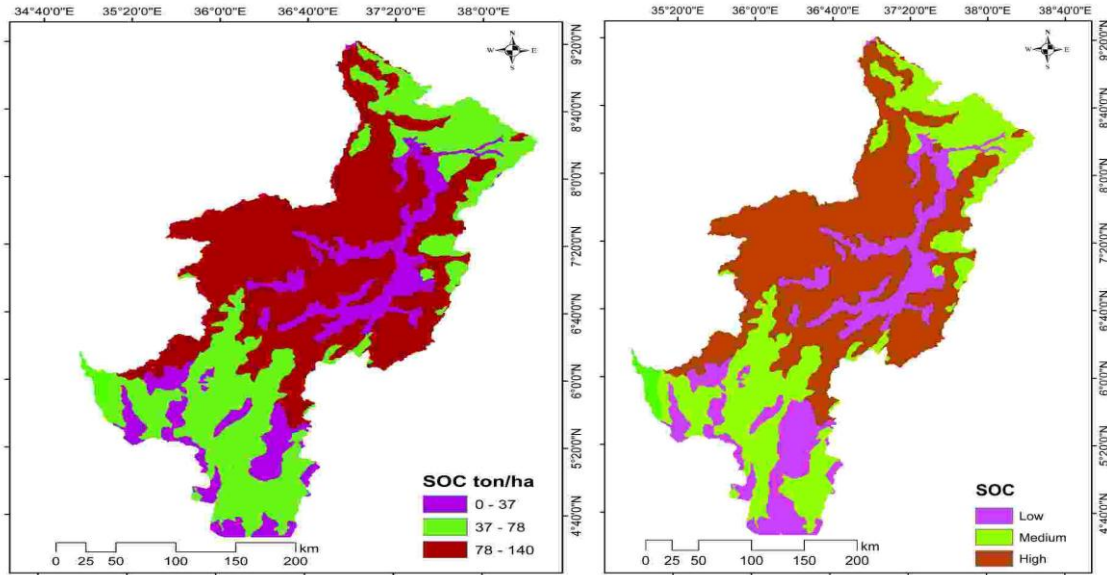 34°40'0"E 35°20'0"E 36°0'0"E 36°40'0"E 37°20'0"E 38°0'0"E
N
W E
S
9°20'0"N
8°40'0"N
8°0'0"N
7°20'0"N
6°40'0"N
6°0'0"N
5°20'0"N
4°40'0"N
SOC ton/ha
0 - 37
37 - 78
78 - 140
km
0 25 50 100 150 200
35°20'0"E 36°0'0"E 36°40'0"E 37°20'0"E 38°0'0"E 38°40'0"E
N
W E
S
9°20'0"N
8°40'0"N
8°0'0"N
7°20'0"N
6°40'0"N
6°0'0"N
5°20'0"N
4°40'0"N
SOC
Low
Medium
High
km
0 25 50 100 150 200